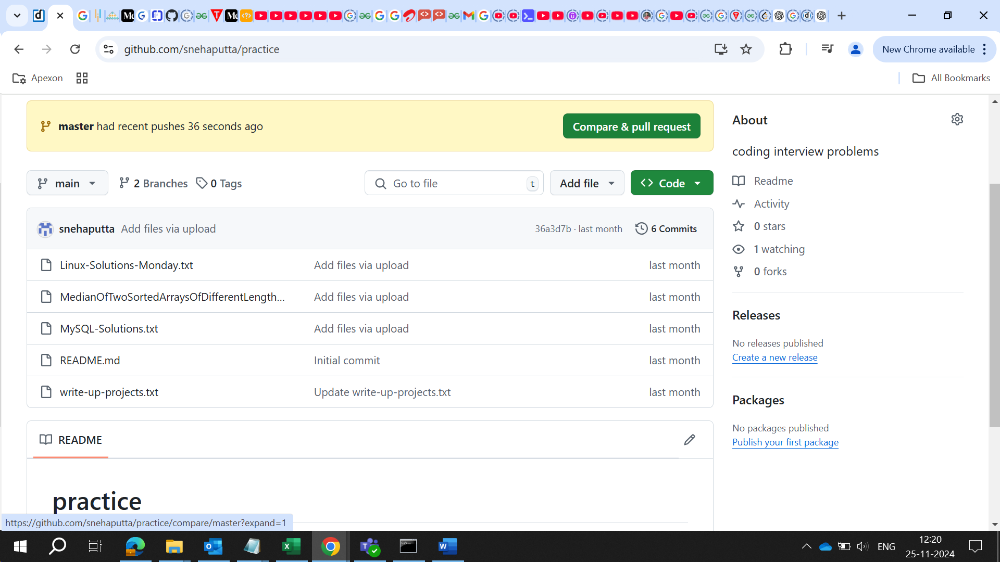 github.com/snehaputta/practice
New Chrome available
Apexon
All Bookmarks
master had recent pushes 36 seconds ago
Compare & pull request
main
2 Branches
0 Tags
Go to file
t
Add file
Code
snehaputta Add files via upload
36a3d7b · last month
6 Commits
Linux-Solutions-Monday.txt Add files via upload last month
MedianOfTwoSortedArraysOfDifferentLength... Add files via upload last month
MySQL-Solutions.txt Add files via upload last month
README.md Initial commit last month
write-up-projects.txt Update write-up-projects.txt last month
README
practice
About
coding interview problems
Readme
Activity
0 stars
1 watching
0 forks
Releases
No releases published
Create a new release
Packages
No packages published
Publish your first package
https://github.com/snehaputta/practice/compare/master?expand=1
ENG
12:20
25-11-2024